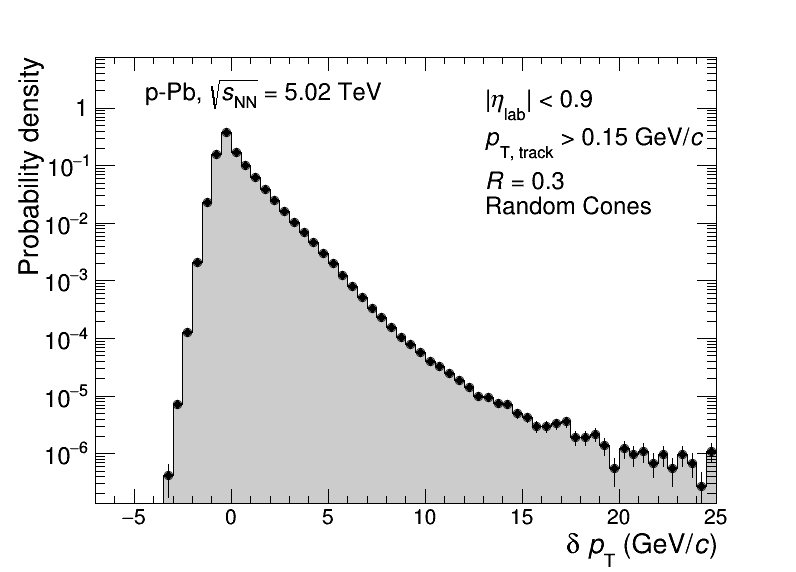 Probability density
p-Pb, √s_NN = 5.02 TeV
|η_lab| < 0.9
p_T, track > 0.15 GeV/c
R = 0.3
Random Cones
1
10⁻¹
10⁻²
10⁻³
10⁻⁴
10⁻⁵
10⁻⁶
−5 0 5 10 15 20 25
δ p_T (GeV/c)